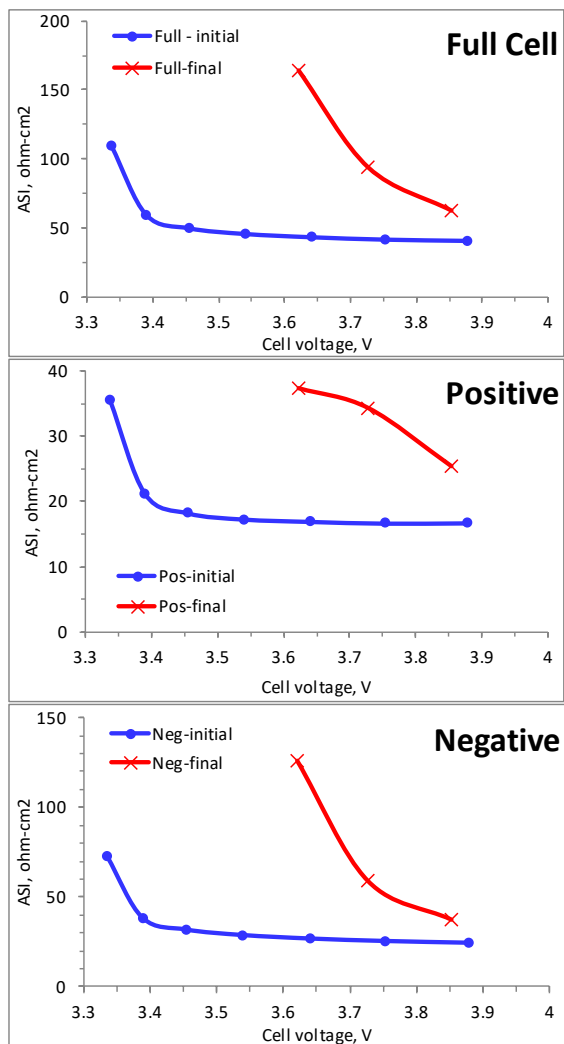 Full Cell
Full - initial
Full-final
ASI, ohm-cm2
200
150
100
50
0
3.3 3.4 3.5 3.6 3.7 3.8 3.9 4
Cell voltage, V
Positive
ASI, ohm-cm2
40
30
20
10
0
Pos-initial
Pos-final
3.3 3.4 3.5 3.6 3.7 3.8 3.9 4
Cell voltage, V
Negative
Neg-initial
Neg-final
ASI, ohm-cm2
150
100
50
0
3.3 3.4 3.5 3.6 3.7 3.8 3.9 4
Cell voltage, V